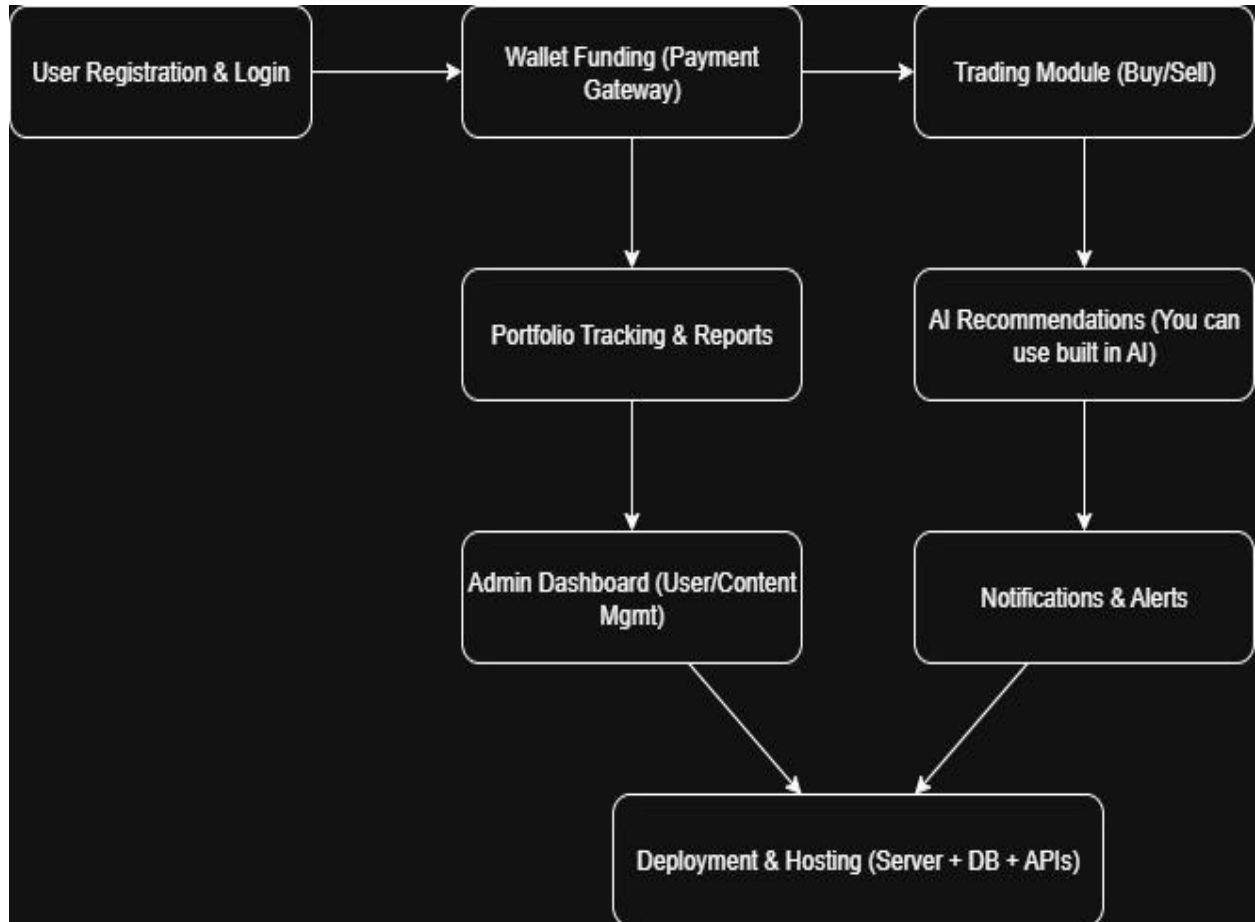 User Registration & Login
Wallet Funding (Payment
Gateway)
Trading Module (Buy/Sell)
Portfolio Tracking & Reports
AI Recommendations (You can
use built in AI)
Admin Dashboard (User/Content
Mgmt)
Notifications & Alerts
Deployment & Hosting (Server + DB + APIs)